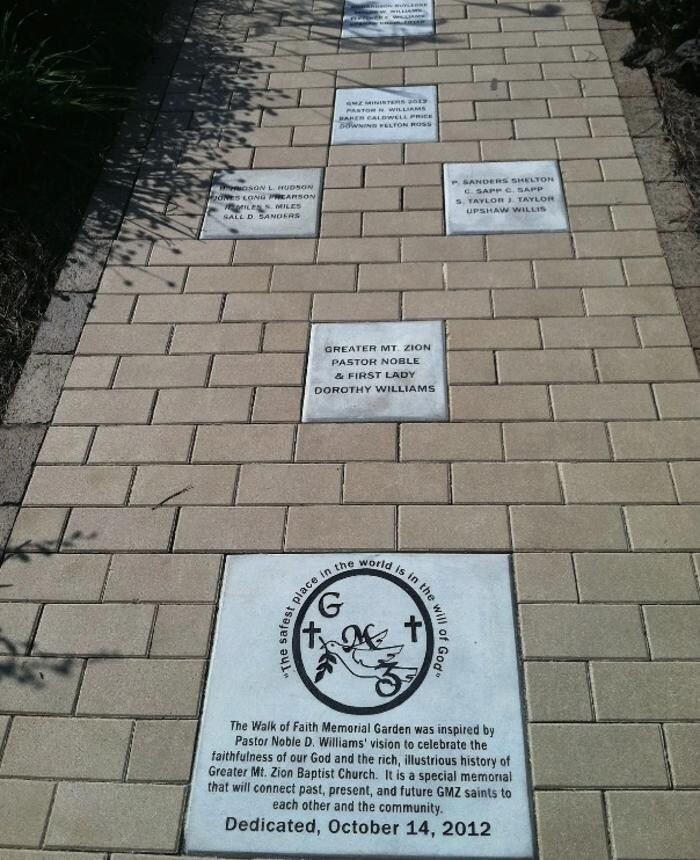 FLETCHER E. WILLIAMS
GMZ MINISTERS 2012
PASTOR N. WILLIAMS
BAKER CALDWELL PRICE
DOWNING FELTON ROSS
HUDSON L. HUDSON
JONES LONG PHEARSON
MILES S. MILES
SALL D. SANDERS
P. SANDERS SHELTON
C. SAPP C. SAPP
S. TAYLOR J. TAYLOR
UPSHAW WILLIS
GREATER MT. ZION
PASTOR NOBLE
& FIRST LADY
DOROTHY WILLIAMS
"The safest place in the world is in the will of God"
G
M
Z
The Walk of Faith Memorial Garden was inspired by
Pastor Noble D. Williams' vision to celebrate the
faithfulness of our God and the rich, illustrious history of
Greater Mt. Zion Baptist Church. It is a special memorial
that will connect past, present, and future GMZ saints to
each other and the community.
Dedicated, October 14, 2012